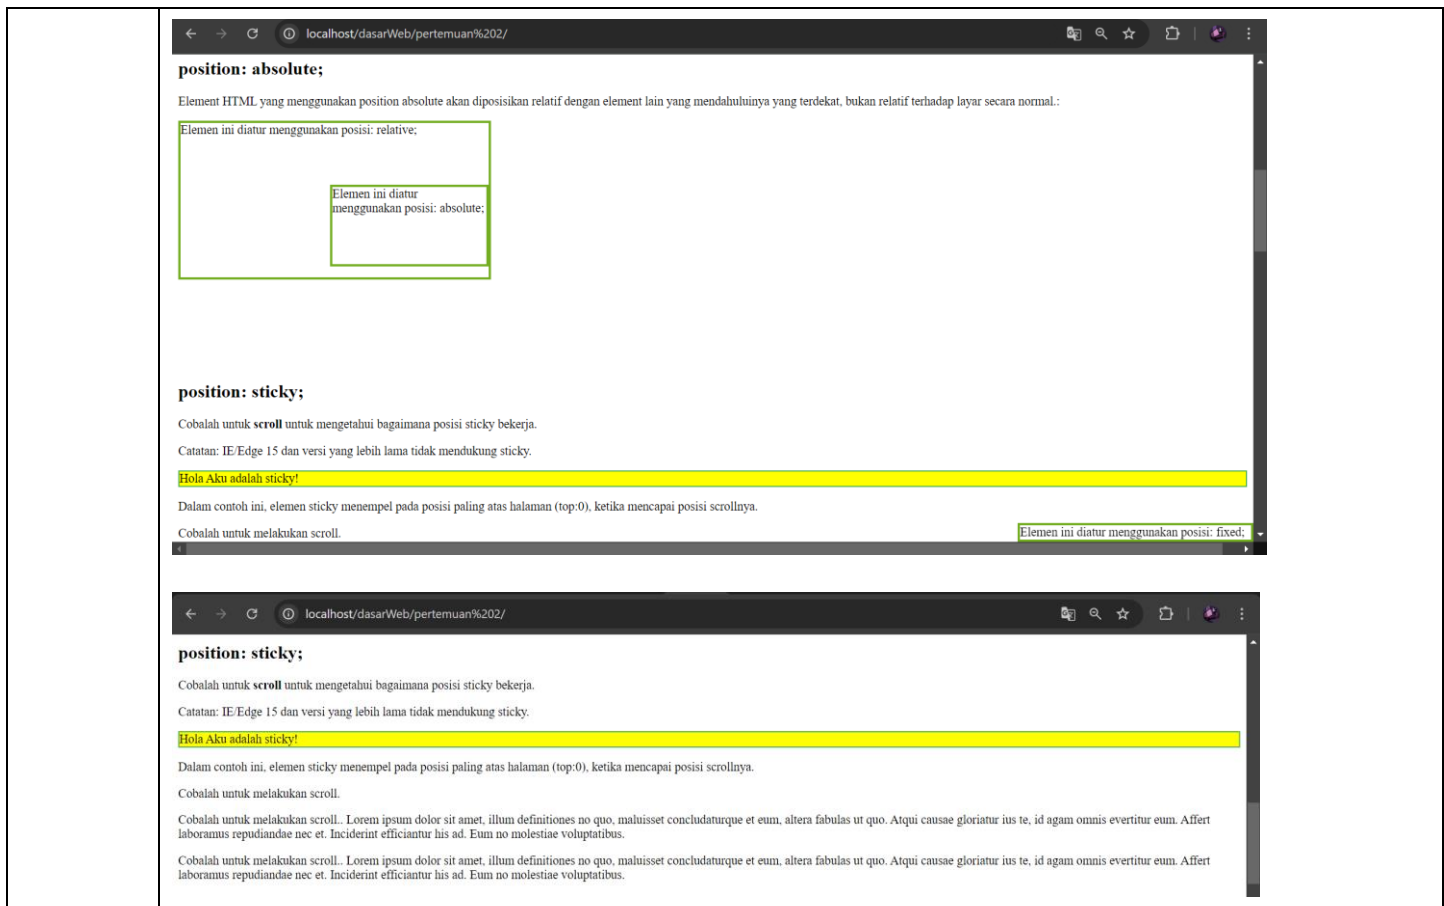 localhost/dasarWeb/pertemuan%202/
position: absolute;
Element HTML yang menggunakan position absolute akan diposisikan relatif dengan element lain yang mendahuluinya yang terdekat, bukan relatif terhadap layar secara normal.:
Elemen ini diatur menggunakan posisi: relative;
Elemen ini diatur
menggunakan posisi: absolute;
position: sticky;
Cobalah untuk scroll untuk mengetahui bagaimana posisi sticky bekerja.
Catatan: IE/Edge 15 dan versi yang lebih lama tidak mendukung sticky.
Hola Aku adalah sticky!
Dalam contoh ini, elemen sticky menempel pada posisi paling atas halaman (top:0), ketika mencapai posisi scrollnya.
Cobalah untuk melakukan scroll.
Elemen ini diatur menggunakan posisi: fixed;
localhost/dasarWeb/pertemuan%202/
position: sticky;
Cobalah untuk scroll untuk mengetahui bagaimana posisi sticky bekerja.
Catatan: IE/Edge 15 dan versi yang lebih lama tidak mendukung sticky.
Hola Aku adalah sticky!
Dalam contoh ini, elemen sticky menempel pada posisi paling atas halaman (top:0), ketika mencapai posisi scrollnya.
Cobalah untuk melakukan scroll.
Cobalah untuk melakukan scroll.. Lorem ipsum dolor sit amet, illum definitiones no quo, maluisset concludaturque et eum, altera fabulas ut quo. Atqui causae gloriatur ius te, id agam omnis evertitur eum. Affert
laboramus repudiandae nec et. Inciderint efficiantur his ad. Eum no molestiae voluptatibus.
Cobalah untuk melakukan scroll.. Lorem ipsum dolor sit amet, illum definitiones no quo, maluisset concludaturque et eum, altera fabulas ut quo. Atqui causae gloriatur ius te, id agam omnis evertitur eum. Affert
laboramus repudiandae nec et. Inciderint efficiantur his ad. Eum no molestiae voluptatibus.